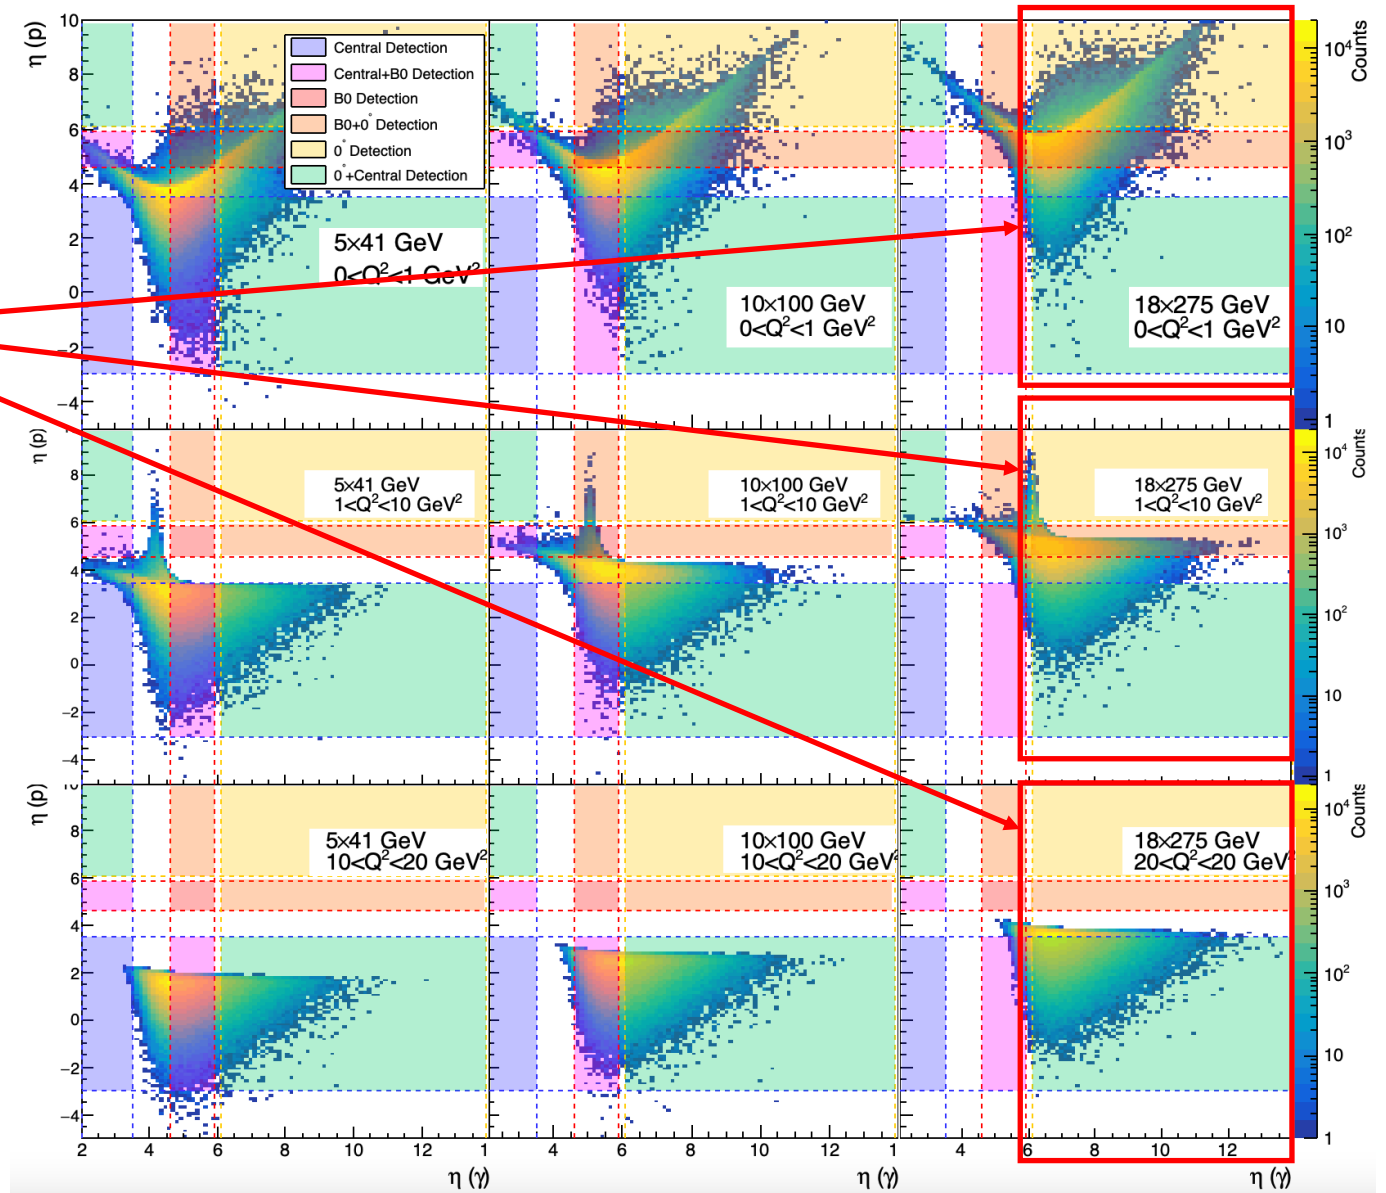 η (p)
10
8
6
4
2
0
−2
−4
Central Detection
Central+B0 Detection
B0 Detection
B0+0° Detection
0° Detection
0°+Central Detection
5×41 GeV
0<Q²<1 GeV²
10×100 GeV
0<Q²<1 GeV²
18×275 GeV
0<Q²<1 GeV²
Counts
10⁴
10³
10²
10
1
η (p)
8
6
4
2
0
−2
−4
5×41 GeV
1<Q²<10 GeV²
10×100 GeV
1<Q²<10 GeV²
18×275 GeV
1<Q²<10 GeV²
Counts
10⁴
10³
10²
10
1
η (p)
8
6
4
2
0
−2
−4
5×41 GeV
10<Q²<20 GeV²
10×100 GeV
10<Q²<20 GeV²
18×275 GeV
20<Q²<20 GeV²
Counts
10⁴
10³
10²
10
1
2 4 6 8 10 12 1
4 6 8 10 12
4 6 8 10 12
η (γ)
η (γ)
η (γ)